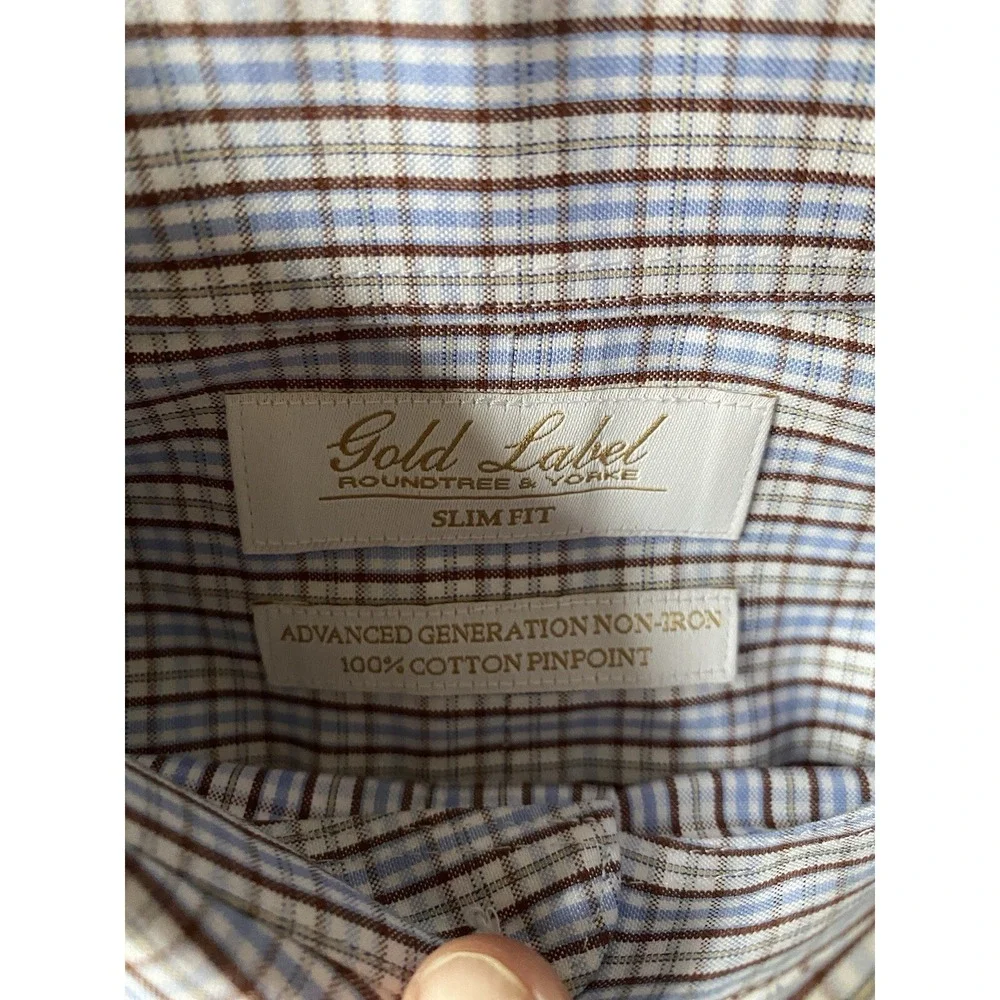 Gold Label
ROUNDTREE & YORKE
SLIM FIT
ADVANCED GENERATION NON-IRON
100% COTTON PINPOINT